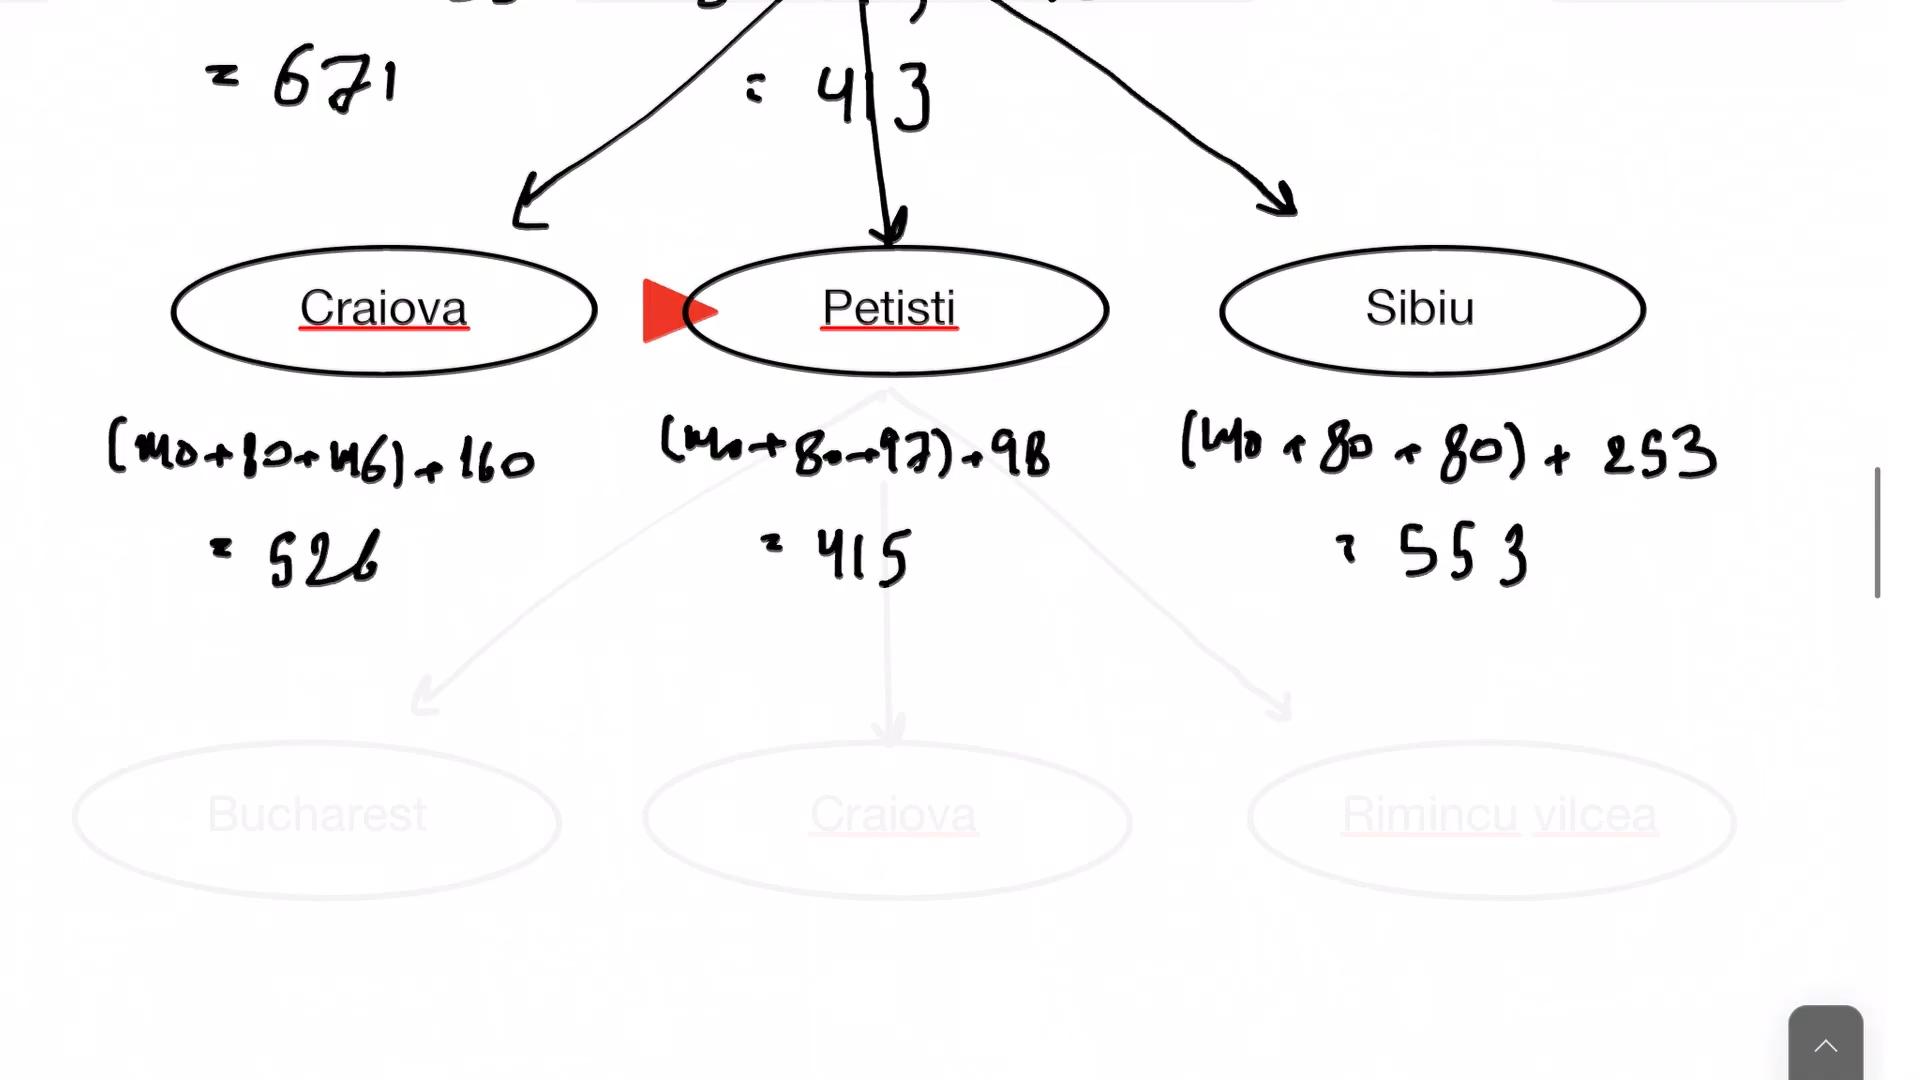 = 671
= 413
Craiova
Petisti
Sibiu
(140+80+146)+160
(140+80+97)+98
(140+80+80)+253
= 526
= 415
= 553
Bucharest
Craiova
Rimincu vilcea